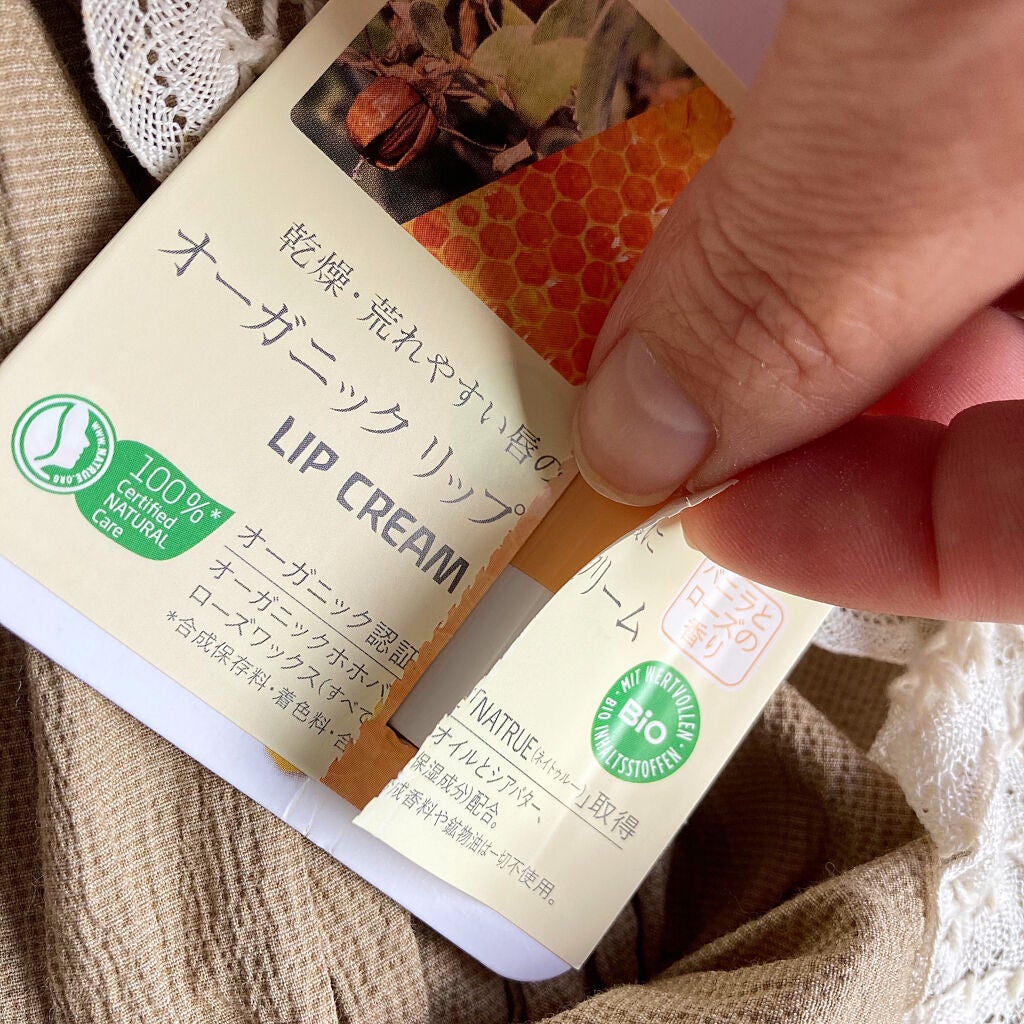 乾燥・荒れやすい唇の
に
オーガニック リップ
クリーム
LIP CREAM
バニラと
ローズの
香り
WWW.NATRUE.ORG
100%*
Certified
NATURAL
Care
MIT WERTVOLLEN
BiO
BIO INHALTSSTOFFEN
オーガニック認証
「NATRUE(ネイトゥルー)」取得
オーガニックホホバ
オイルとシアバター、
ローズワックス(すべて
保湿成分)配合。
*合成保存料・着色料・合
成香料や鉱物油は一切不使用。